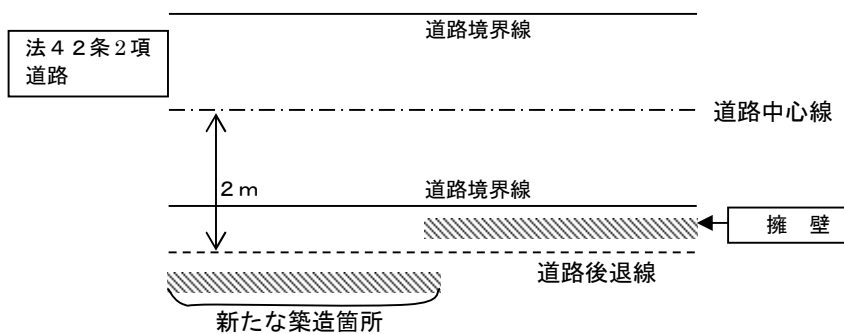 道路境界線
法４２条2項
道路
道路中心線
2ｍ
道路境界線
擁　壁
道路後退線
新たな築造箇所